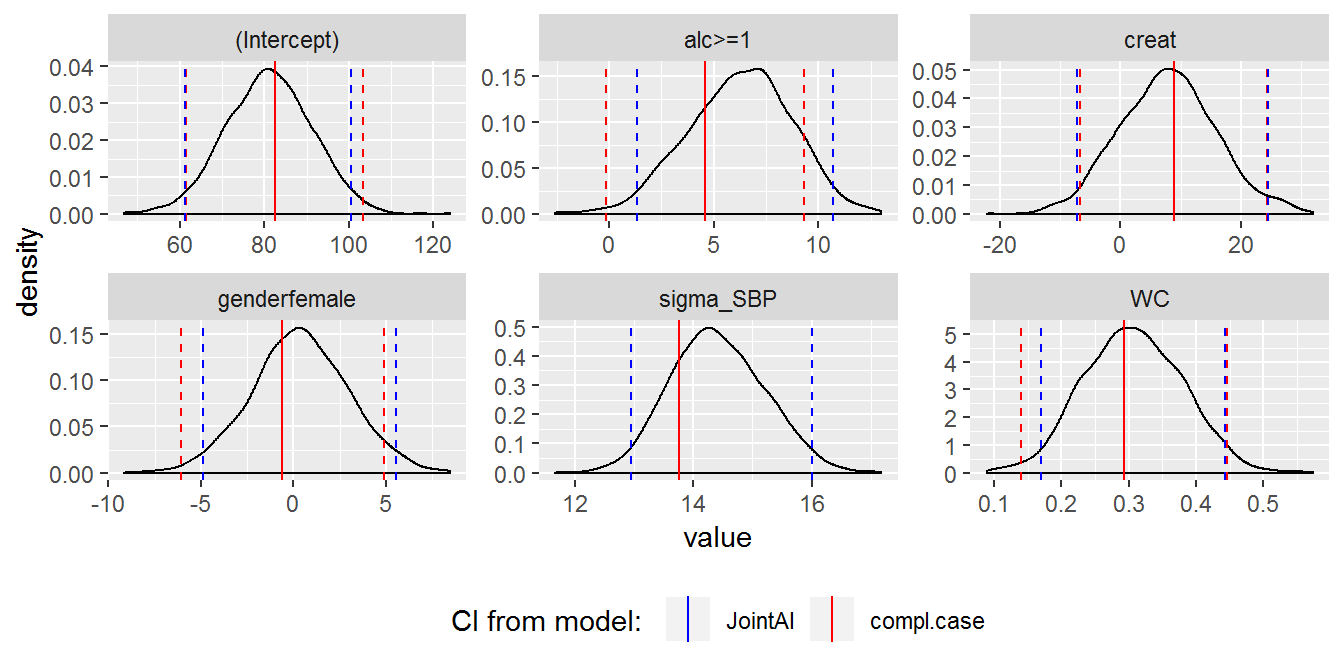 (Intercept) alc>=1 creat
0.04 0.03 0.02 0.01 0.00
0.15 0.10 0.05 0.00
0.05 0.04 0.03 0.02 0.01 0.00
60 80 100 120
0 5 10
-20 0 20
density
genderfemale sigma_SBP WC
0.15 0.10 0.05 0.00
0.5 0.4 0.3 0.2 0.1 0.0
5 4 3 2 1 0
-10 -5 0 5
12 14 16
0.1 0.2 0.3 0.4 0.5
value
CI from model: JointAI compl.case